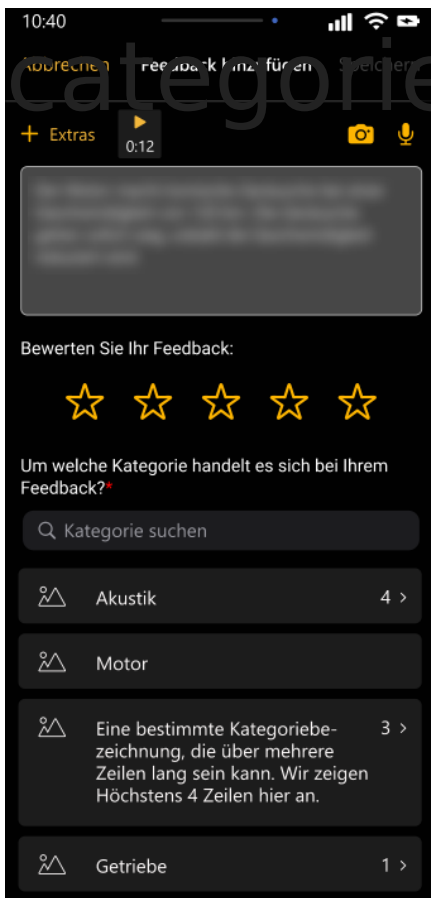 10:40
categorie
Abbrechen Feedback hinzufügen Speichern
+ Extras
0:12
Bewerten Sie Ihr Feedback:
Um welche Kategorie handelt es sich bei Ihrem
Feedback?*
Kategorie suchen
Akustik 4 >
Motor
Eine bestimmte Kategoriebe- 3 >
zeichnung, die über mehrere
Zeilen lang sein kann. Wir zeigen
Höchstens 4 Zeilen hier an.
Getriebe 1 >